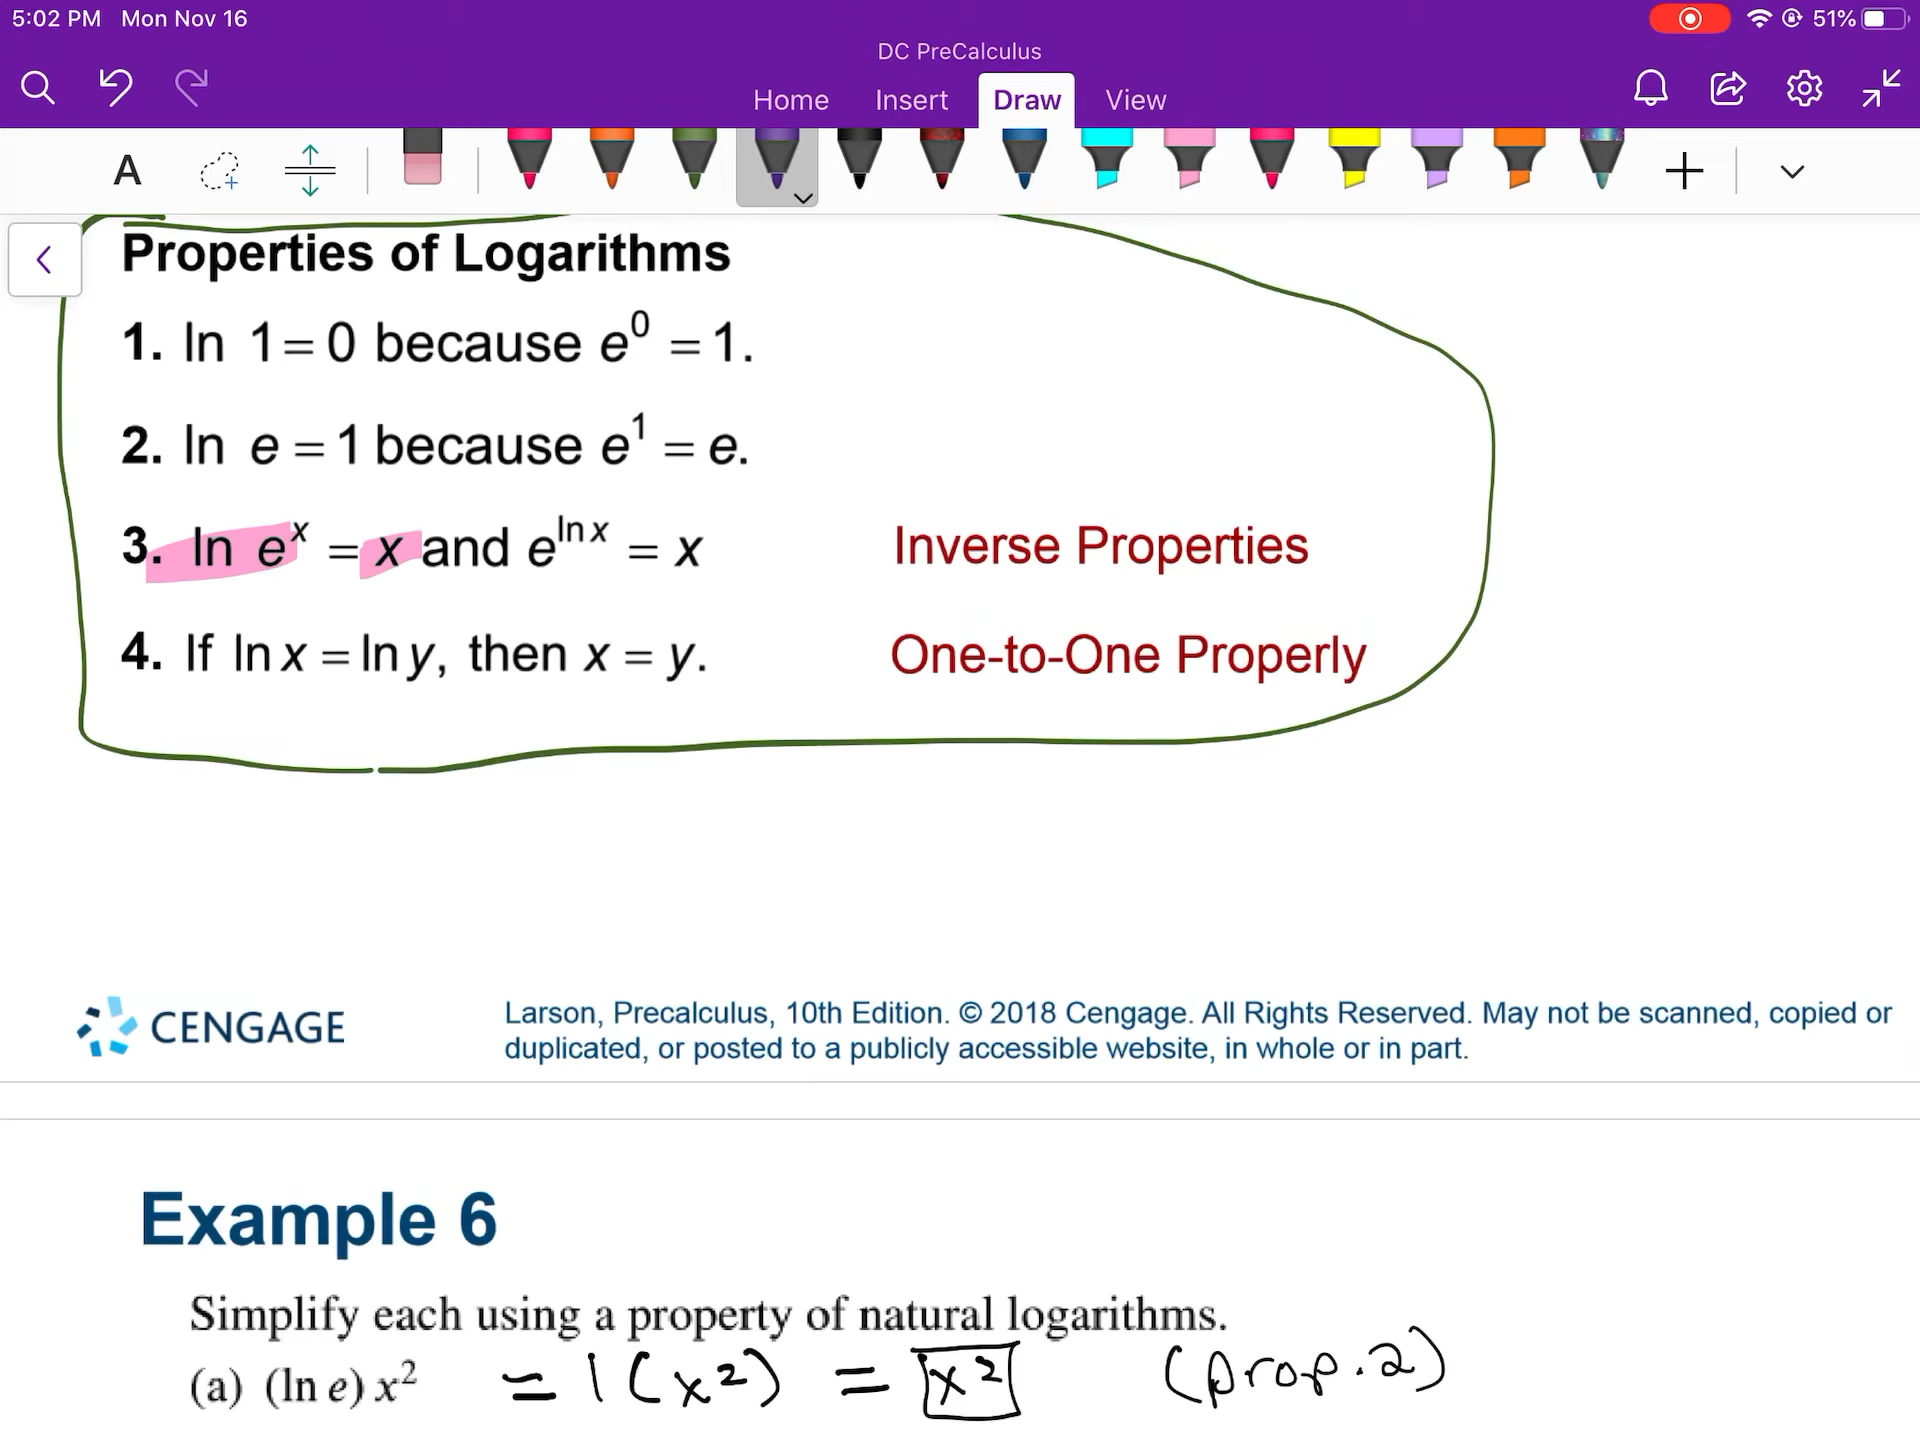 5:02 PM Mon Nov 16
51%
DC PreCalculus
Home Insert Draw View
A
Properties of Logarithms
1. ln 1 = 0 because e⁰ = 1.
2. ln e = 1 because e¹ = e.
3. ln eˣ = x and e^(ln x) = x Inverse Properties
4. If ln x = ln y, then x = y. One-to-One Properly
CENGAGE
Larson, Precalculus, 10th Edition. © 2018 Cengage. All Rights Reserved. May not be scanned, copied or
duplicated, or posted to a publicly accessible website, in whole or in part.
Example 6
Simplify each using a property of natural logarithms.
(a) (ln e) x² = 1(x²) = x² (prop. 2)